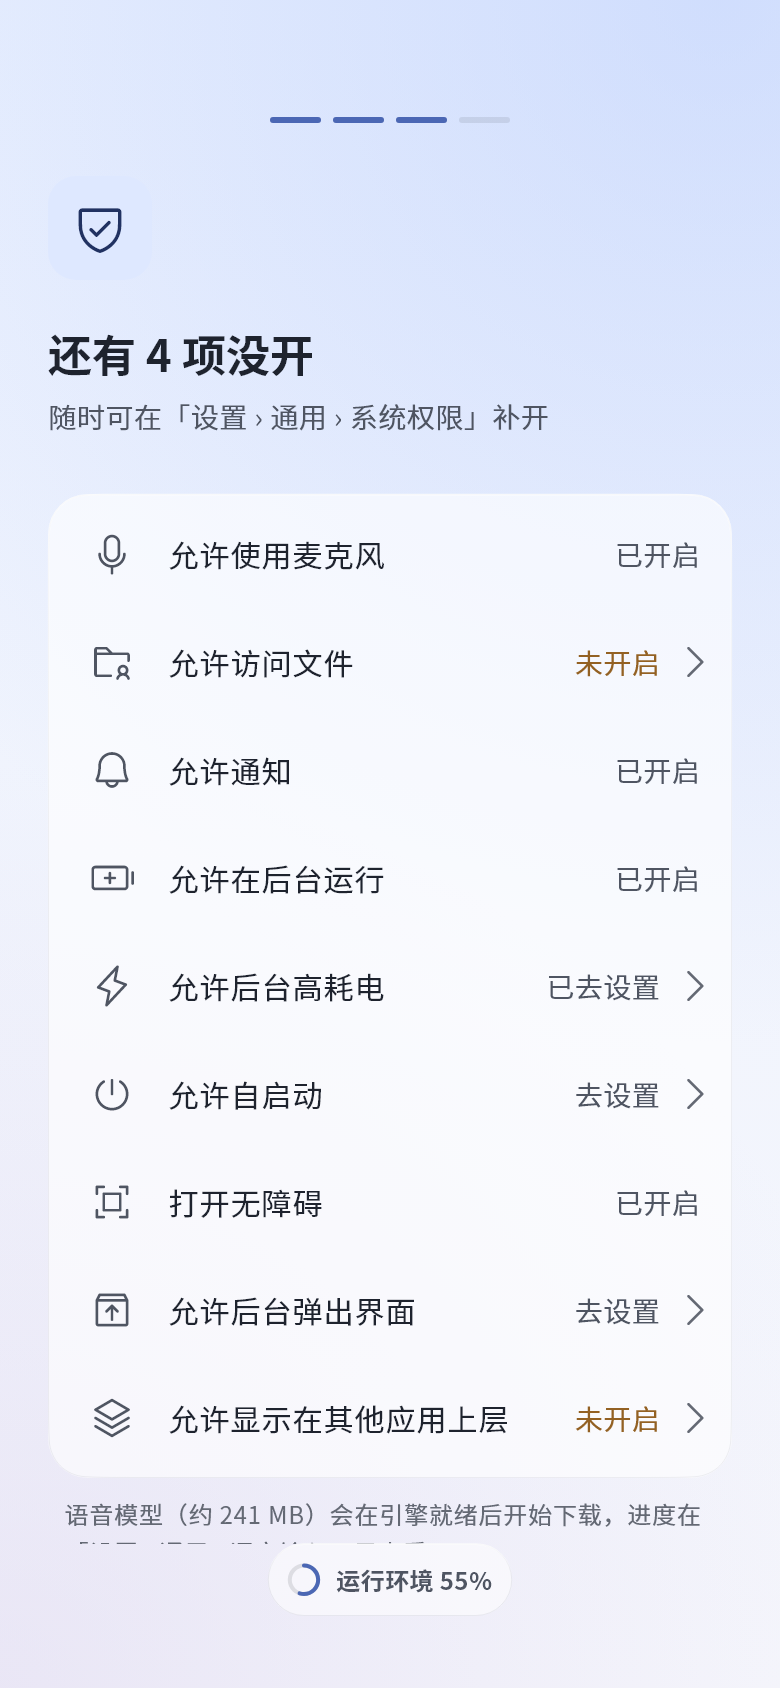 还有 4 项没开
随时可在「设置 › 通用 › 系统权限」补开
允许使用麦克风 已开启
允许访问文件 未开启
允许通知 已开启
允许在后台运行 已开启
允许后台高耗电 已去设置
允许自启动 去设置
打开无障碍 已开启
允许后台弹出界面 去设置
允许显示在其他应用上层 未开启
语音模型（约 241 MB）会在引擎就绪后开始下载，进度在
运行环境 55%